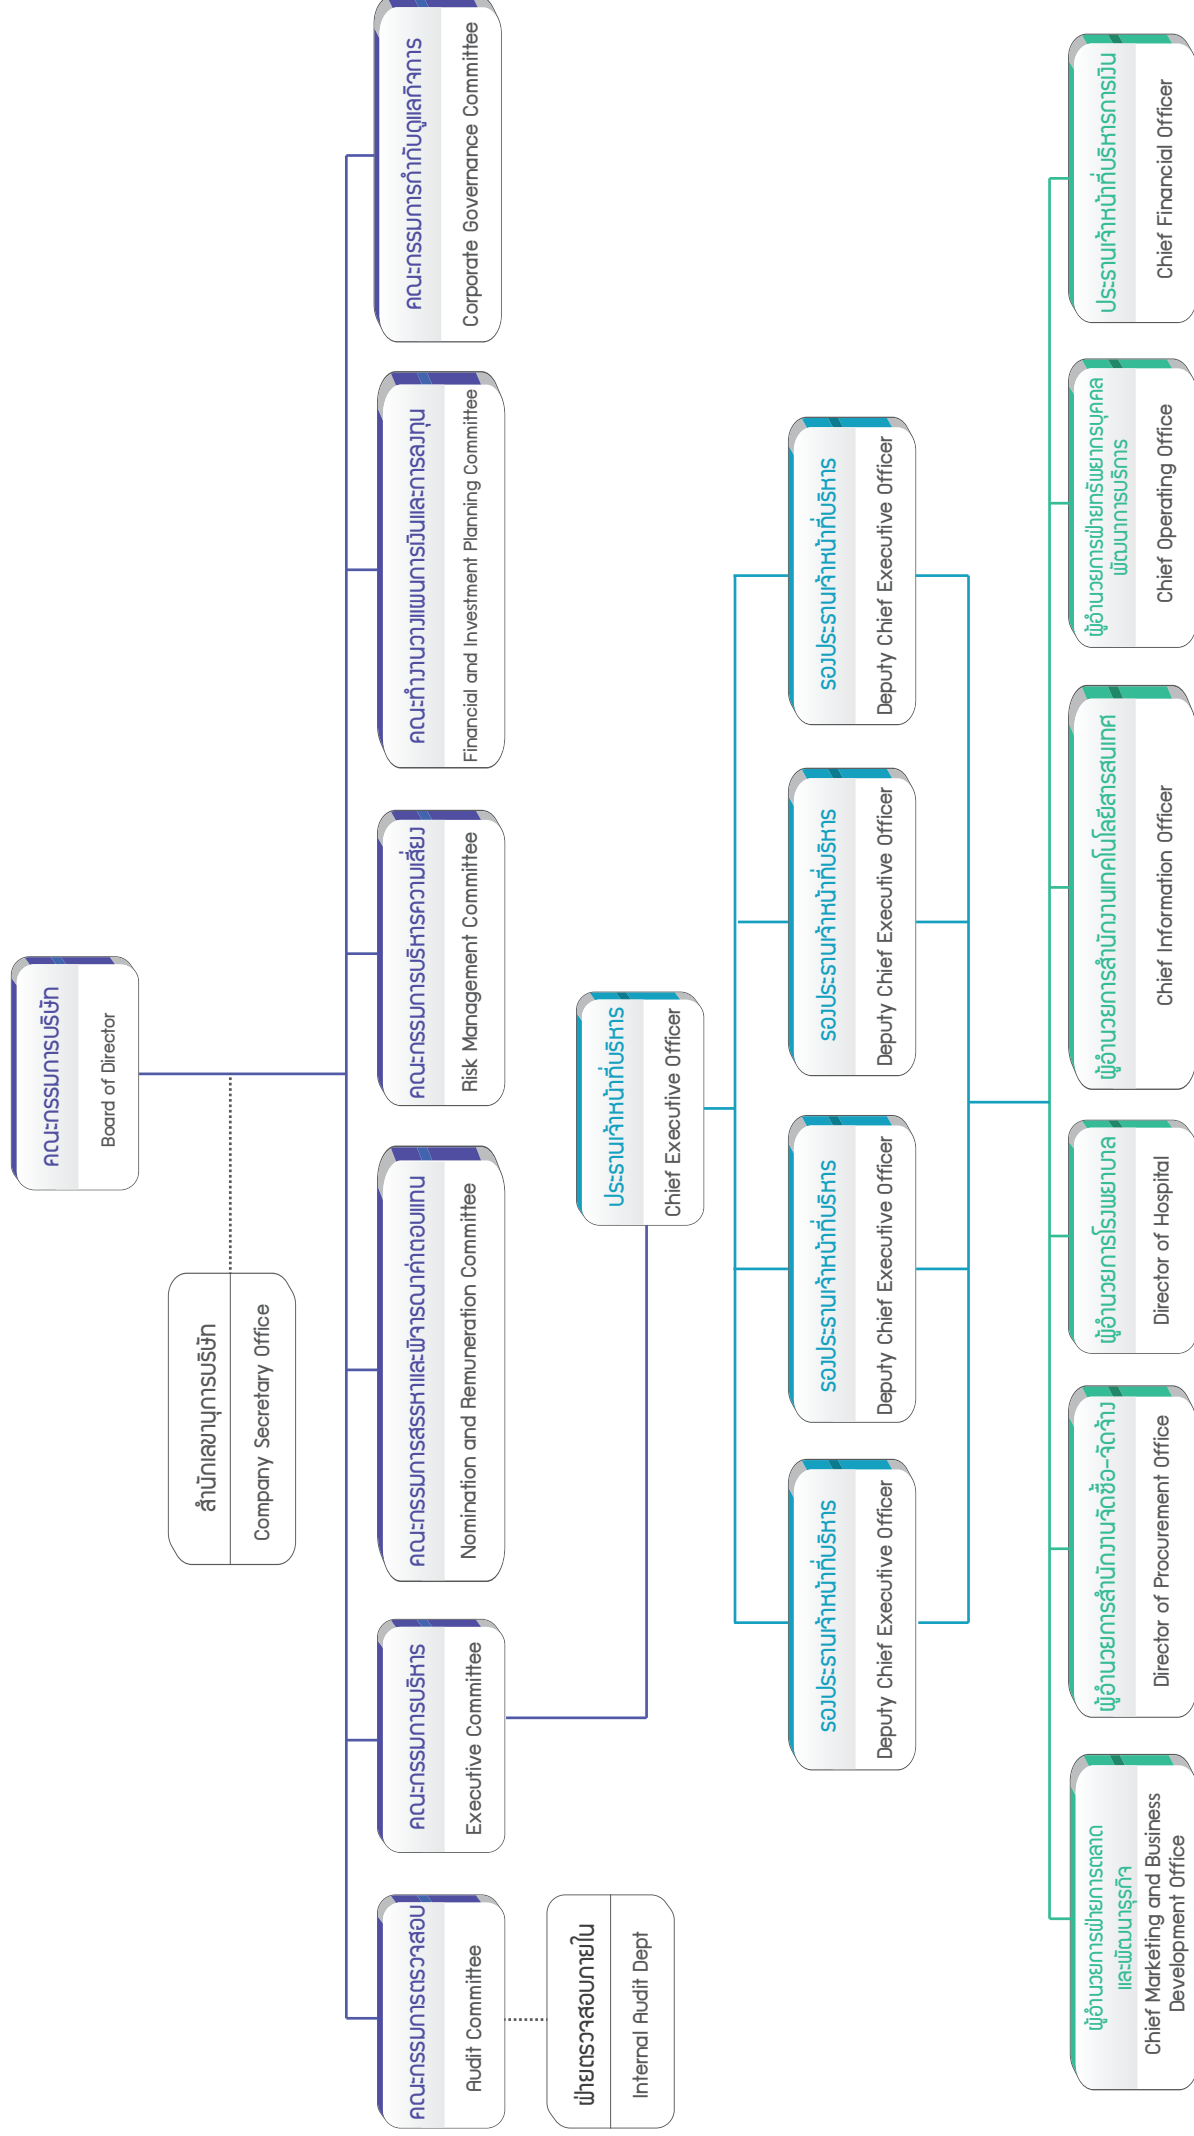 คณะกรรมการบริษัท
Board of Director
สำนักเลขานุการบริษัท
Company Secretary Office
คณะกรรมการตรวจสอบ
Audit Committee
คณะกรรมการบริหาร
Executive Committee
คณะกรรมการสรรหาและพิจารณาค่าตอบแทน
Nomination and Remuneration Committee
คณะกรรมการบริหารความเสี่ยง
Risk Management Committee
คณะทำงานวางแผนการเงินและการลงทุน
Financial and Investment Planning Committee
คณะกรรมการกำกับดูแลกิจการ
Corporate Governance Committee
ฝ่ายตรวจสอบภายใน
Internal Audit Dept
ประธานเจ้าหน้าที่บริหาร
Chief Executive Officer
รองประธานเจ้าหน้าที่บริหาร
Deputy Chief Executive Officer
รองประธานเจ้าหน้าที่บริหาร
Deputy Chief Executive Officer
รองประธานเจ้าหน้าที่บริหาร
Deputy Chief Executive Officer
รองประธานเจ้าหน้าที่บริหาร
Deputy Chief Executive Officer
ผู้อำนวยการฝ่ายการตลาด
และพัฒนาธุรกิจ
Chief Marketing and Business
Development Office
ผู้อำนวยการสำนักงานจัดซื้อ-จัดจ้าง
Director of Procurement Office
ผู้อำนวยการโรงพยาบาล
Director of Hospital
ผู้อำนวยการสำนักงานเทคโนโลยีสารสนเทศ
Chief Information Officer
ผู้อำนวยการฝ่ายทรัพยากรบุคคล
พัฒนาการบริการ
Chief Operating Office
ประธานเจ้าหน้าที่บริหารการเงิน
Chief Financial Officer